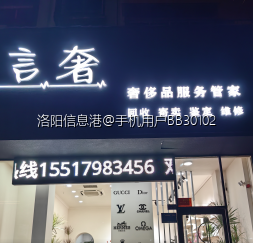 言奢
奢侈品服务管家
回收 寄卖 鉴定 维修
洛阳信息港@手机用户BB30102
线15517983456
GUCCI Dior
LV CHANEL
HERMES OMEGA